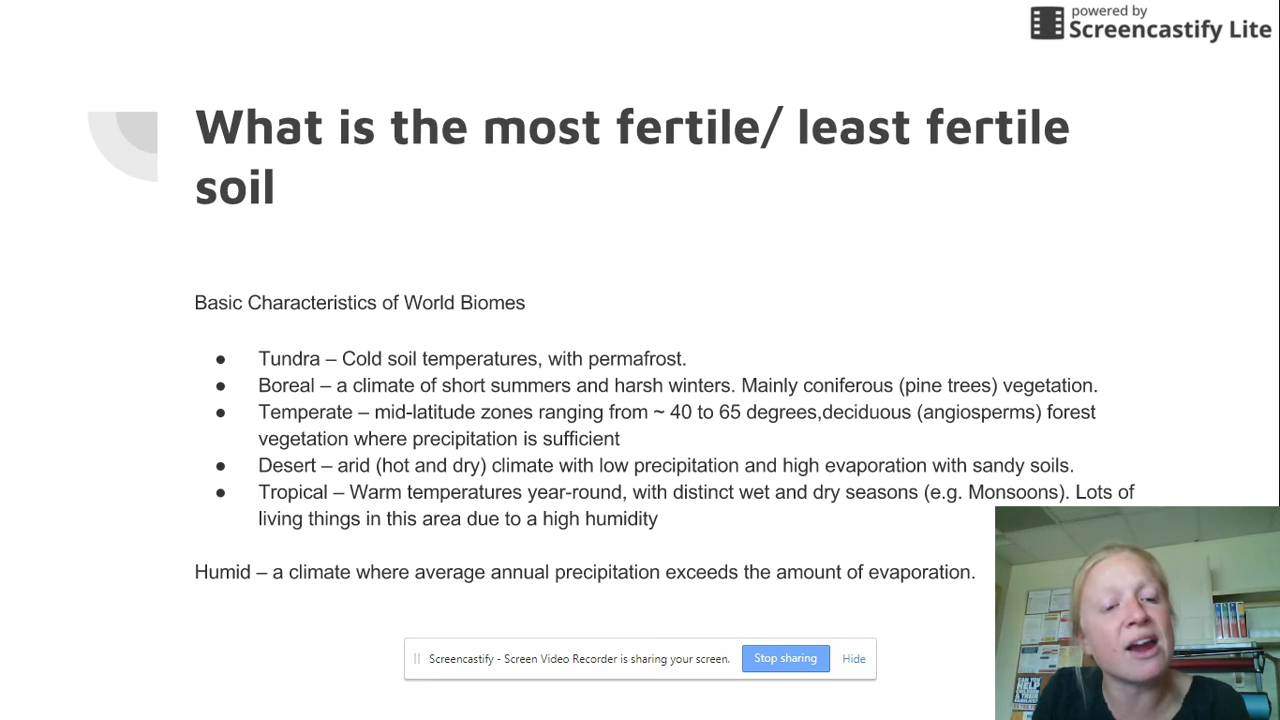 powered by
Screencastify Lite
What is the most fertile/ least fertile
soil
Basic Characteristics of World Biomes
● Tundra – Cold soil temperatures, with permafrost.
● Boreal – a climate of short summers and harsh winters. Mainly coniferous (pine trees) vegetation.
● Temperate – mid-latitude zones ranging from ~ 40 to 65 degrees,deciduous (angiosperms) forest
vegetation where precipitation is sufficient
● Desert – arid (hot and dry) climate with low precipitation and high evaporation with sandy soils.
● Tropical – Warm temperatures year-round, with distinct wet and dry seasons (e.g. Monsoons). Lots of
living things in this area due to a high humidity
Humid – a climate where average annual precipitation exceeds the amount of evaporation.
Screencastify - Screen Video Recorder is sharing your screen.
Stop sharing
Hide
CAN YOU
HELP